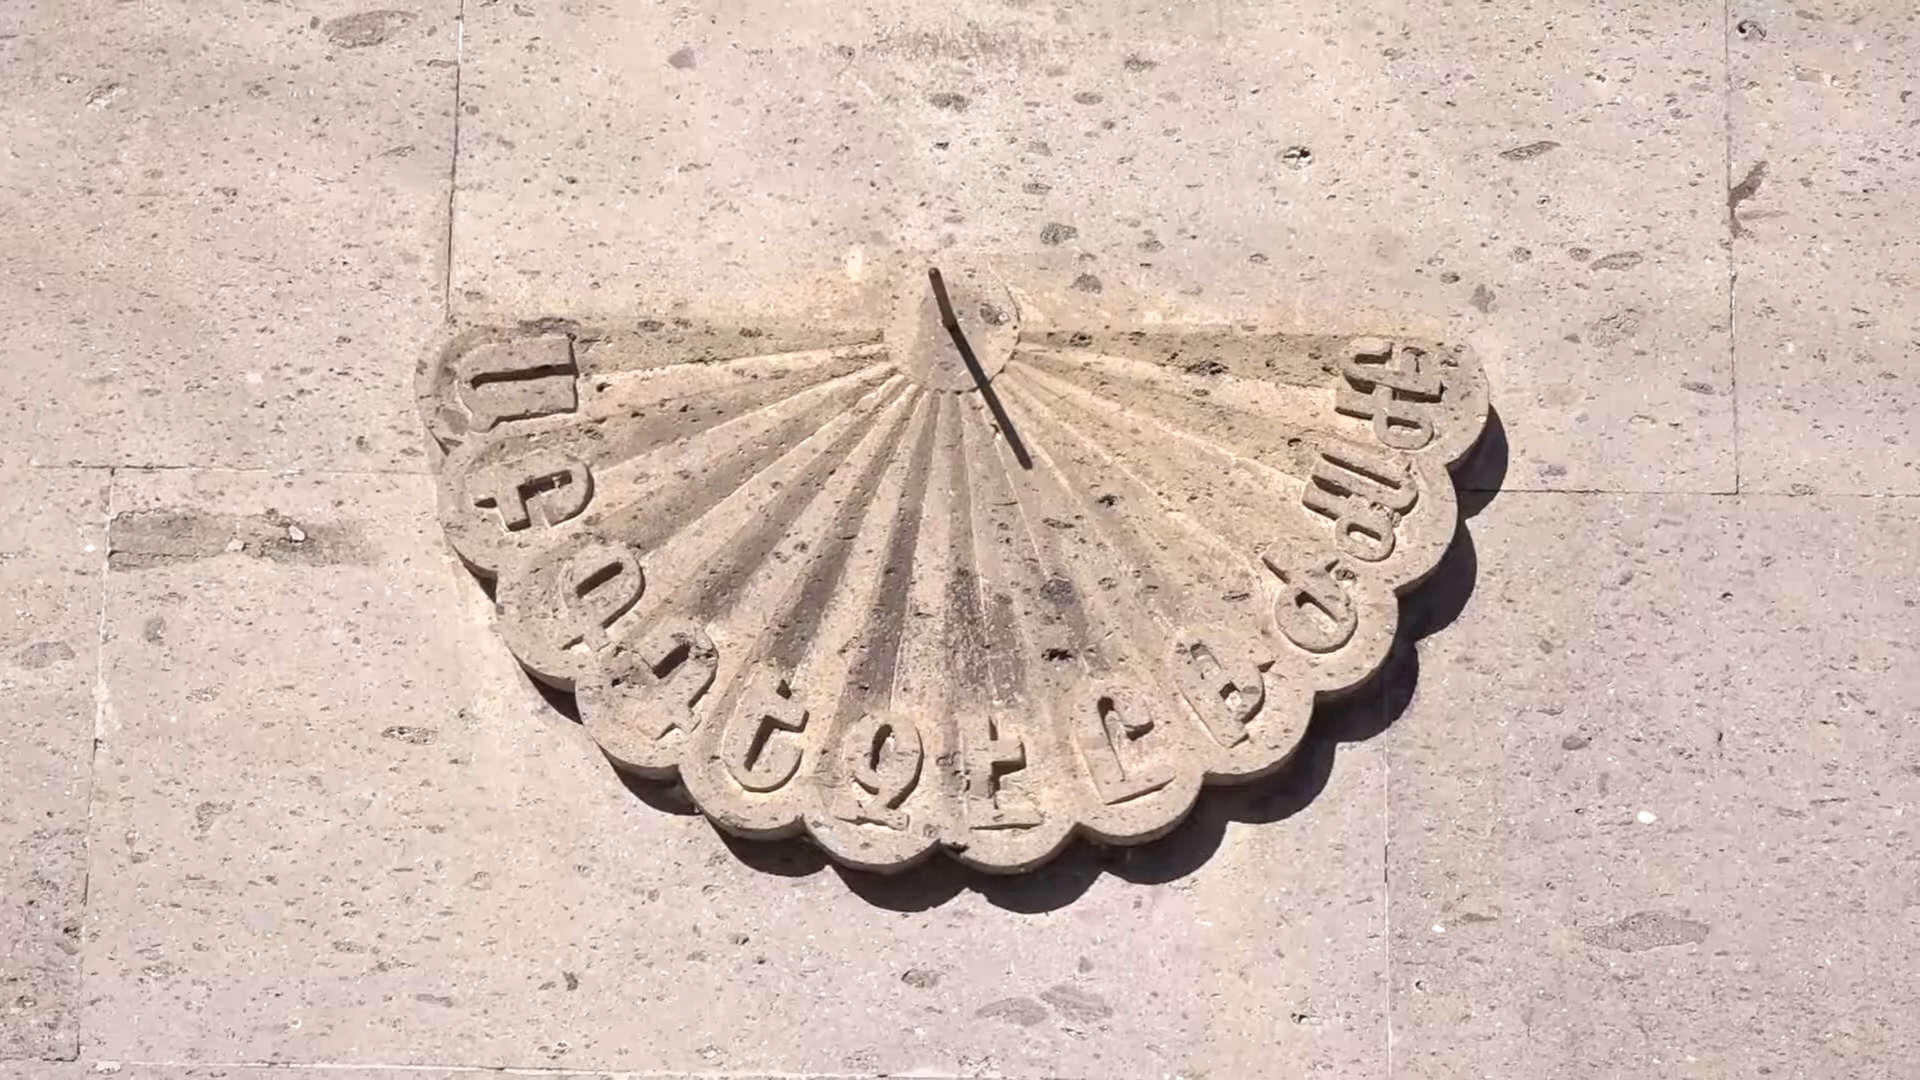 Ա Բ Գ Դ Ե Զ Է Ը Թ Ժ ԺԱ ԺԲ